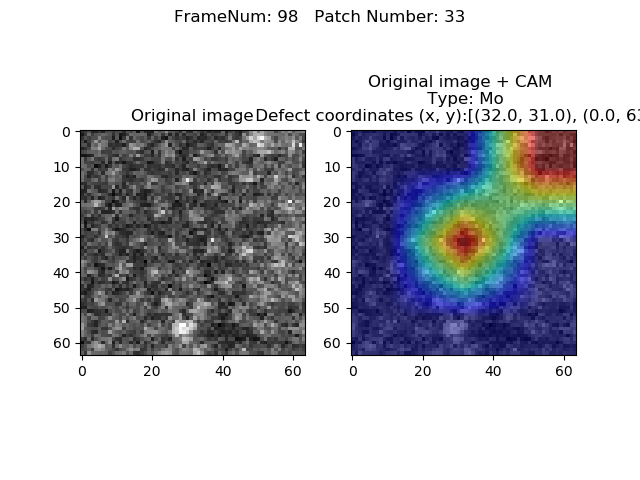 FrameNum: 98   Patch Number: 33
Original image + CAM
Type: Mo
Original image
Defect coordinates (x, y):[(32.0, 31.0), (0.0, 63
0
10
20
30
40
50
60
0 20 40 60
0
10
20
30
40
50
60
0 20 40 60